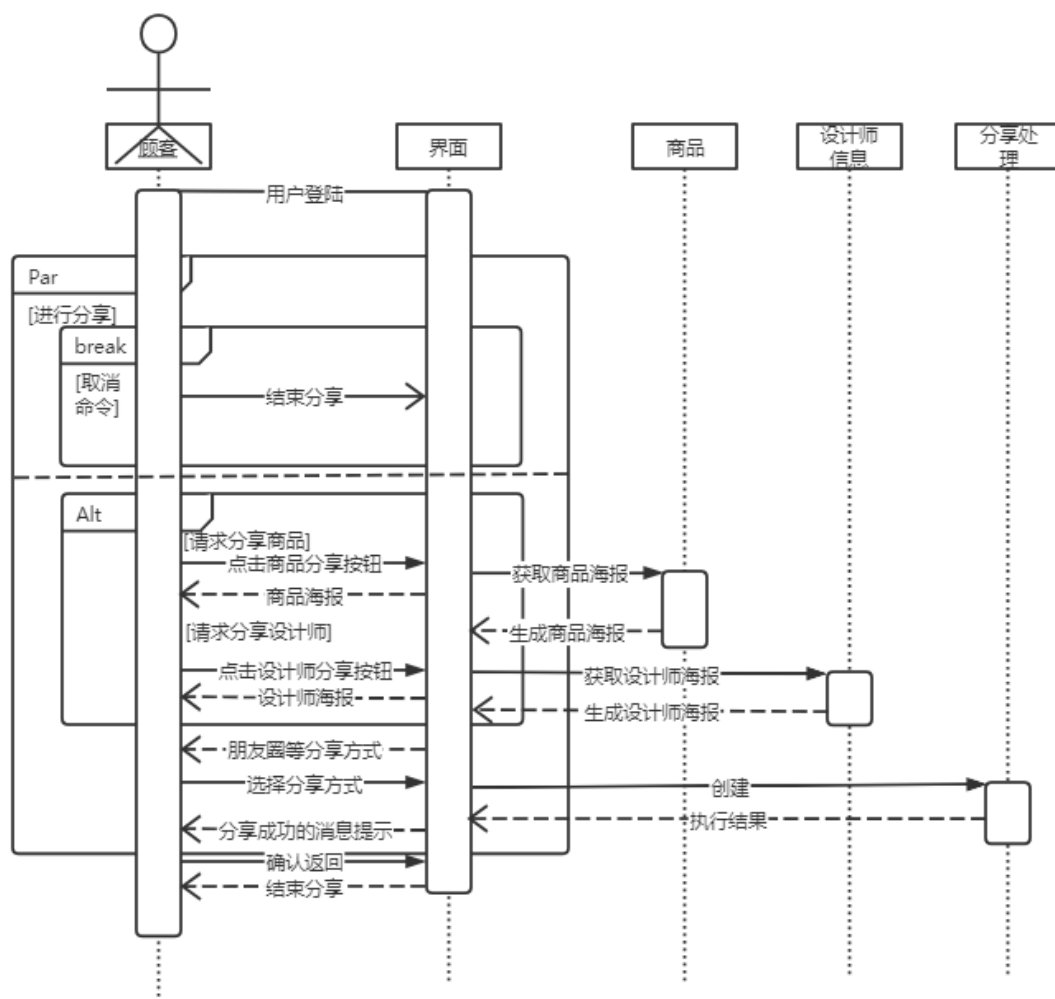 顾客
界面
商品
设计师
信息
分享处
理
用户登陆
Par
[进行分享]
break
[取消
命令]
结束分享
Alt
[请求分享商品]
点击商品分享按钮
获取商品海报
商品海报
生成商品海报
[请求分享设计师]
点击设计师分享按钮
获取设计师海报
设计师海报
生成设计师海报
朋友圈等分享方式
选择分享方式
创建
执行结果
分享成功的消息提示
确认返回
结束分享